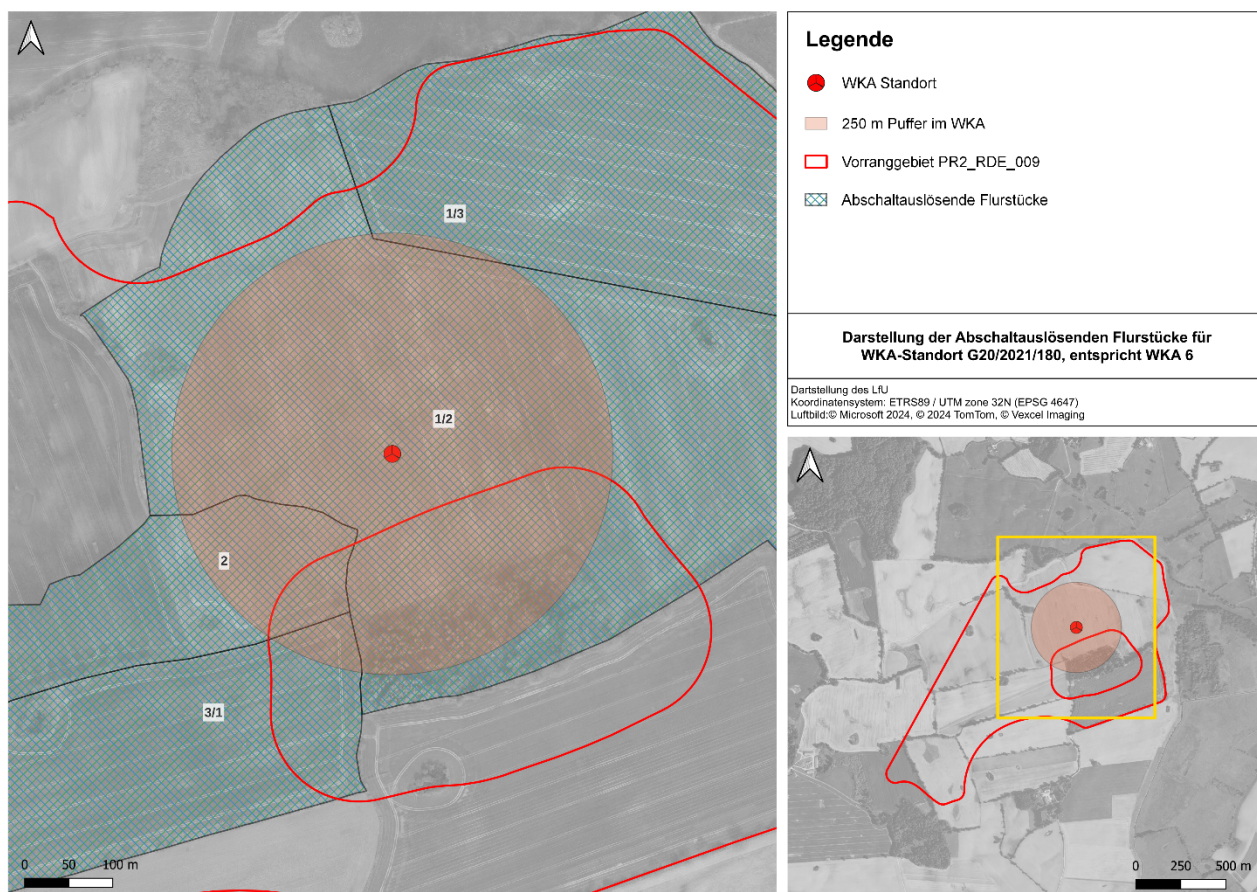 1/3
1/2
2
3/1
0 50 100 m
Legende
WKA Standort
250 m Puffer im WKA
Vorranggebiet PR2_RDE_009
Abschaltauslösende Flurstücke
Darstellung der Abschaltauslösenden Flurstücke für
WKA-Standort G20/2021/180, entspricht WKA 6
Dartstellung des LfU
Koordinatensystem: ETRS89 / UTM zone 32N (EPSG 4647)
Luftbild:© Microsoft 2024, © 2024 TomTom, © Vexcel Imaging
0 250 500 m